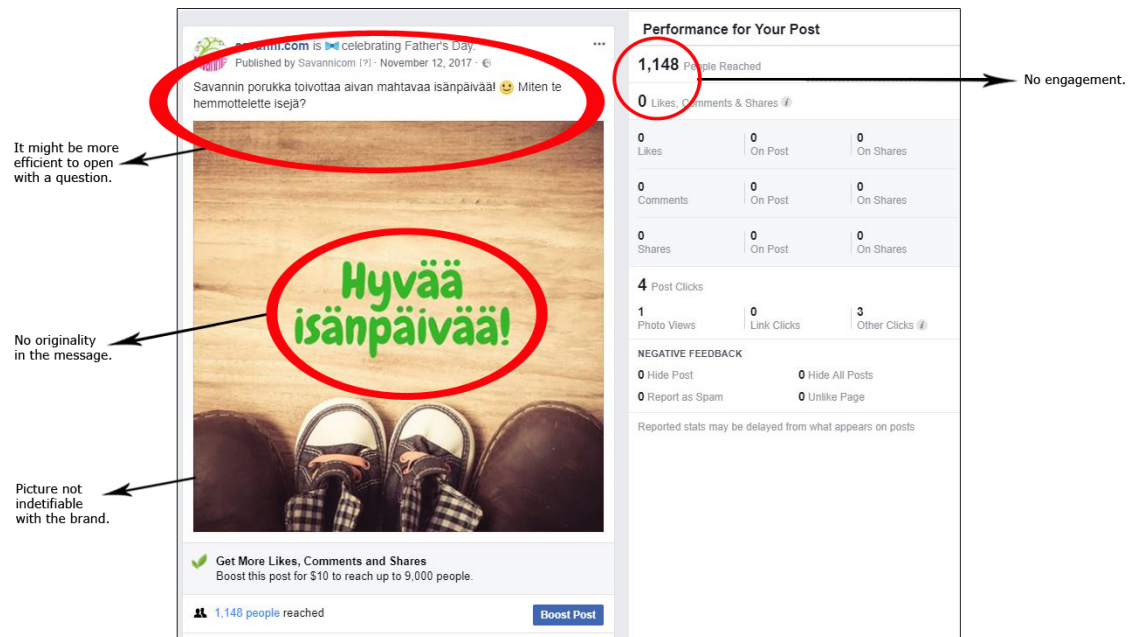 savanni.com is celebrating Father's Day.
Published by Savannicom [?] · November 12, 2017 ·
Savannin porukka toivottaa aivan mahtavaa isänpäivää! Miten te
hemmottelette isejä?
Hyvää
isänpäivää!
Get More Likes, Comments and Shares
Boost this post for $10 to reach up to 9,000 people.
1,148 people reached
Boost Post
Performance for Your Post
1,148 People Reached
0 Likes, Comments & Shares
0 0 0
Likes On Post On Shares
0 0 0
Comments On Post On Shares
0 0 0
Shares On Post On Shares
4 Post Clicks
1 0 3
Photo Views Link Clicks Other Clicks
NEGATIVE FEEDBACK
0 Hide Post 0 Hide All Posts
0 Report as Spam 0 Unlike Page
Reported stats may be delayed from what appears on posts
It might be more
efficient to open
with a question.
No originality
in the message.
Picture not
indetifiable
with the brand.
No engagement.